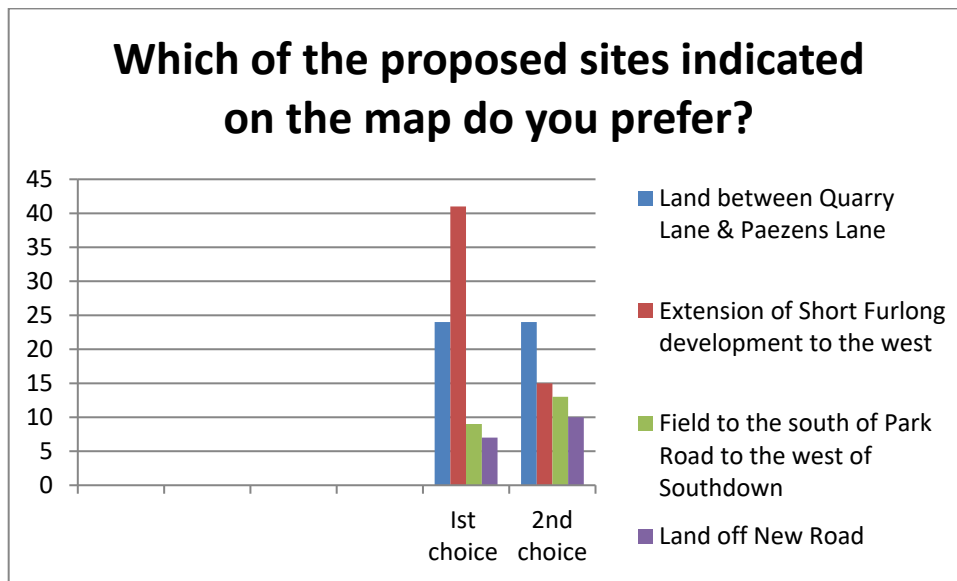 Which of the proposed sites indicated
on the map do you prefer?
45
40
35
30
25
20
15
10
5
0
Ist
choice
2nd
choice
Land between Quarry
Lane & Paezens Lane
Extension of Short Furlong
development to the west
Field to the south of Park
Road to the west of
Southdown
Land off New Road